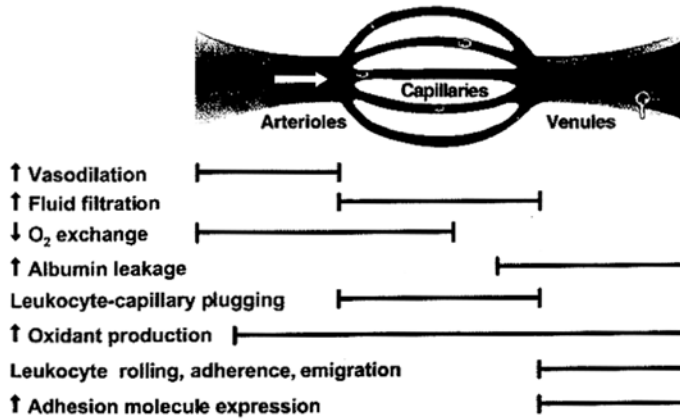 Capillaries
Arterioles
Venules
↑ Vasodilation
↑ Fluid filtration
↓ O₂ exchange
↑ Albumin leakage
Leukocyte-capillary plugging
↑ Oxidant production
Leukocyte rolling, adherence, emigration
↑ Adhesion molecule expression